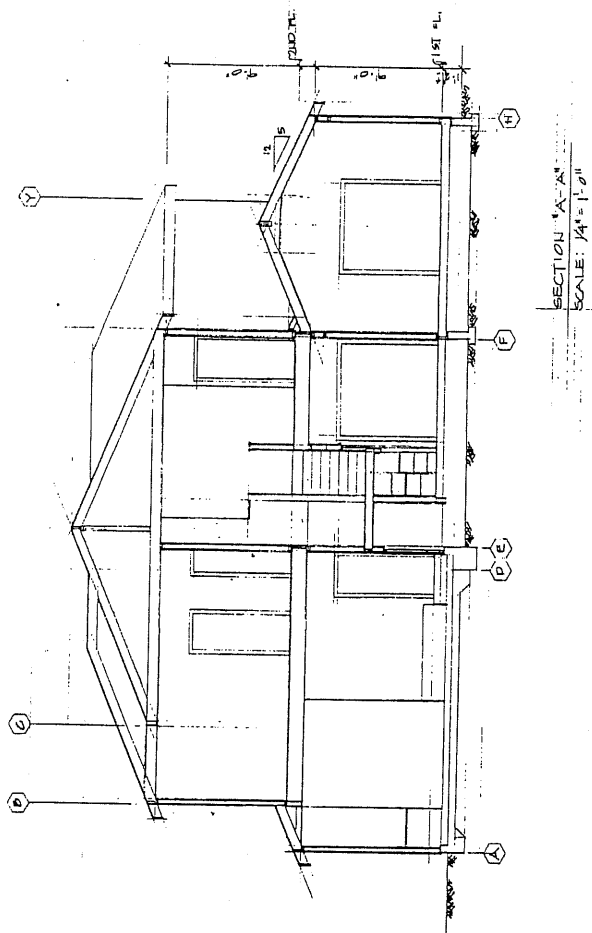 B
C
Y
12
5
9'-0"
2ND FL.
9'-0"
1ST FL.
A
D
E
F
H
SECTION "A-A"
SCALE: 1/4" = 1'-0"